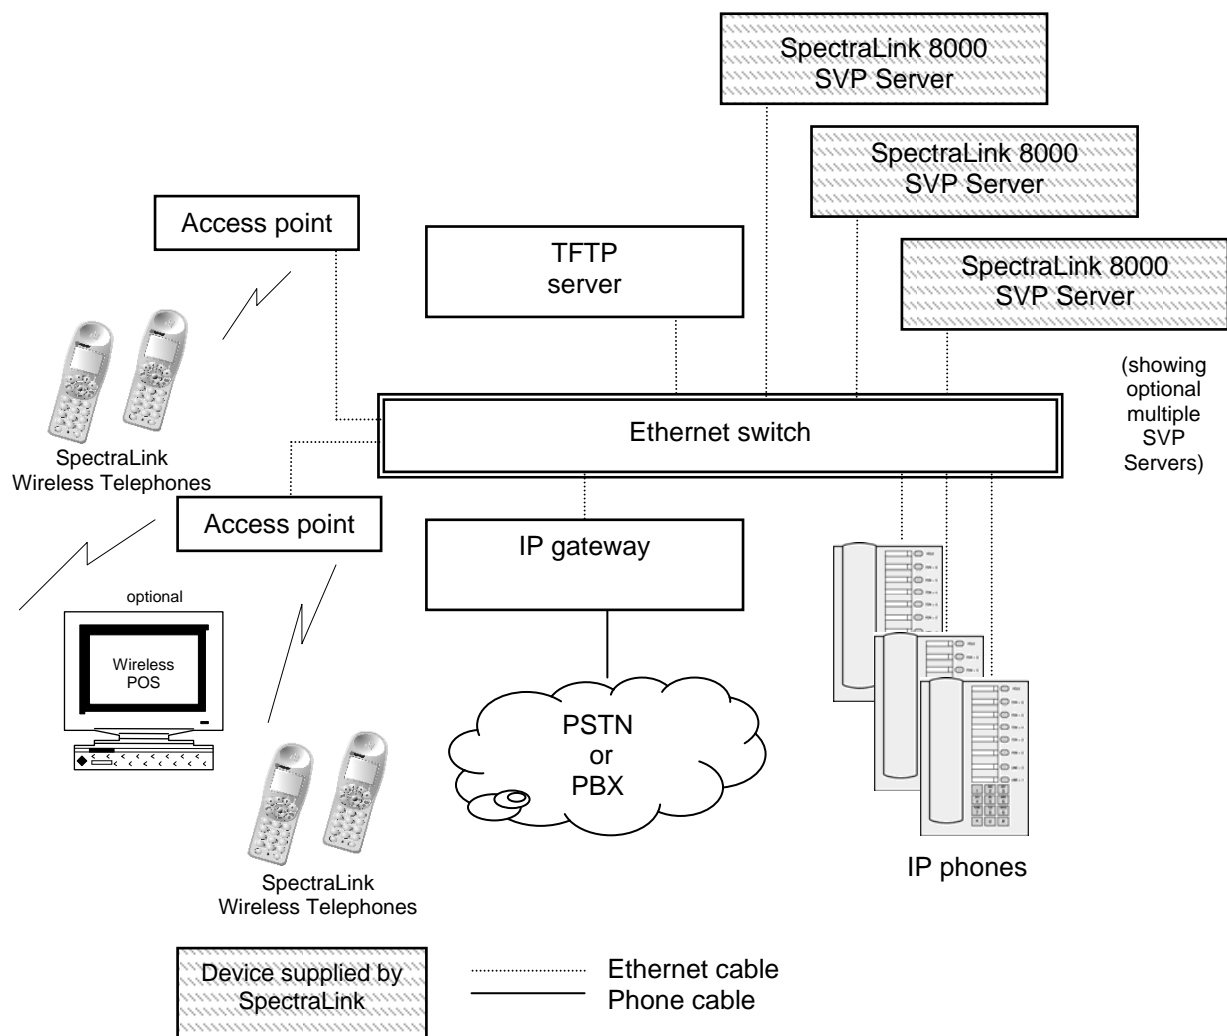 SpectraLink 8000
SVP Server
SpectraLink 8000
SVP Server
Access point
TFTP
server
SpectraLink 8000
SVP Server
(showing
optional
multiple
SVP
Servers)
Ethernet switch
SpectraLink
Wireless Telephones
Access point
IP gateway
optional
Wireless
POS
PSTN
or
PBX
IP phones
SpectraLink
Wireless Telephones
Device supplied by
SpectraLink
Ethernet cable
Phone cable